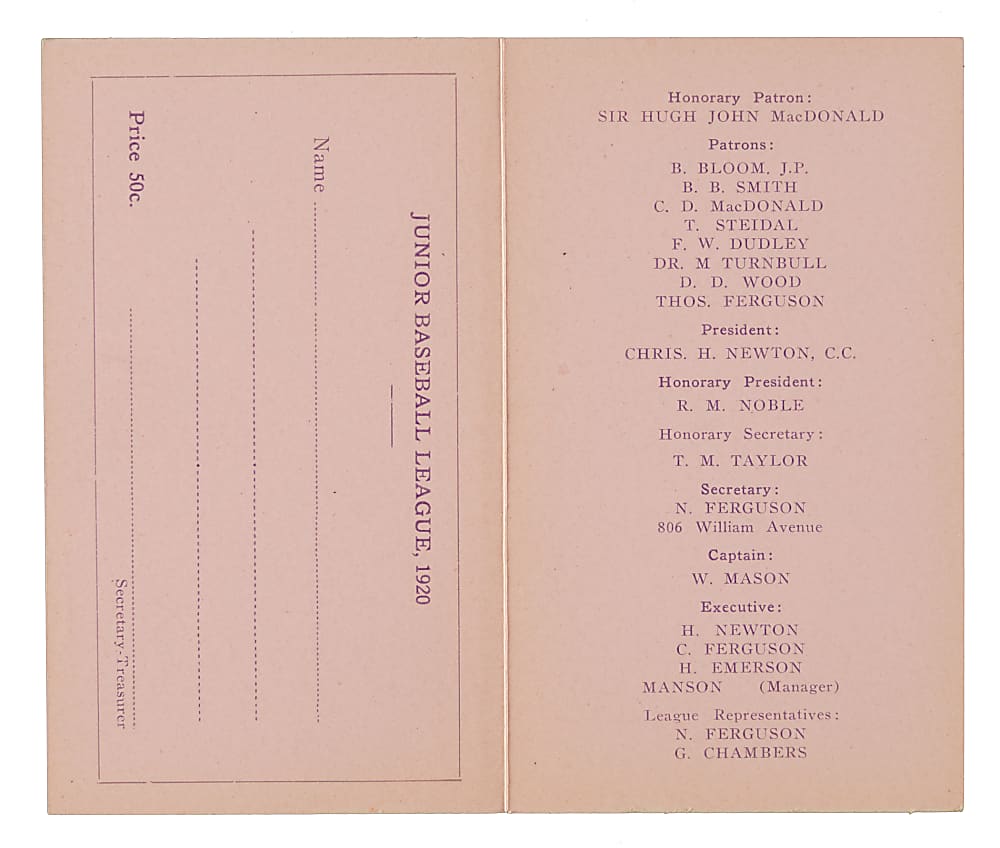 JUNIOR BASEBALL LEAGUE, 1920
Name
Price 50c.
Secretary-Treasurer
Honorary Patron:
SIR HUGH JOHN MacDONALD
Patrons:
B. BLOOM, J.P.
B. B. SMITH
C. D. MacDONALD
T. STEIDAL
F. W. DUDLEY
DR. M TURNBULL
D. D. WOOD
THOS. FERGUSON
President:
CHRIS. H. NEWTON, C.C.
Honorary President:
R. M. NOBLE
Honorary Secretary:
T. M. TAYLOR
Secretary:
N. FERGUSON
806 William Avenue
Captain:
W. MASON
Executive:
H. NEWTON
C. FERGUSON
H. EMERSON
MANSON (Manager)
League Representatives:
N. FERGUSON
G. CHAMBERS